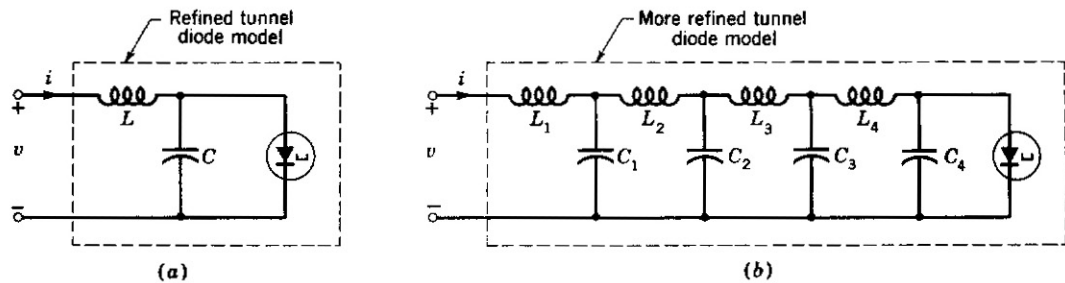 Refined tunnel
diode model
i
+
L
v
C
−
(a)
More refined tunnel
diode model
i
+
L₁
L₂
L₃
L₄
v
C₁
C₂
C₃
C₄
−
(b)